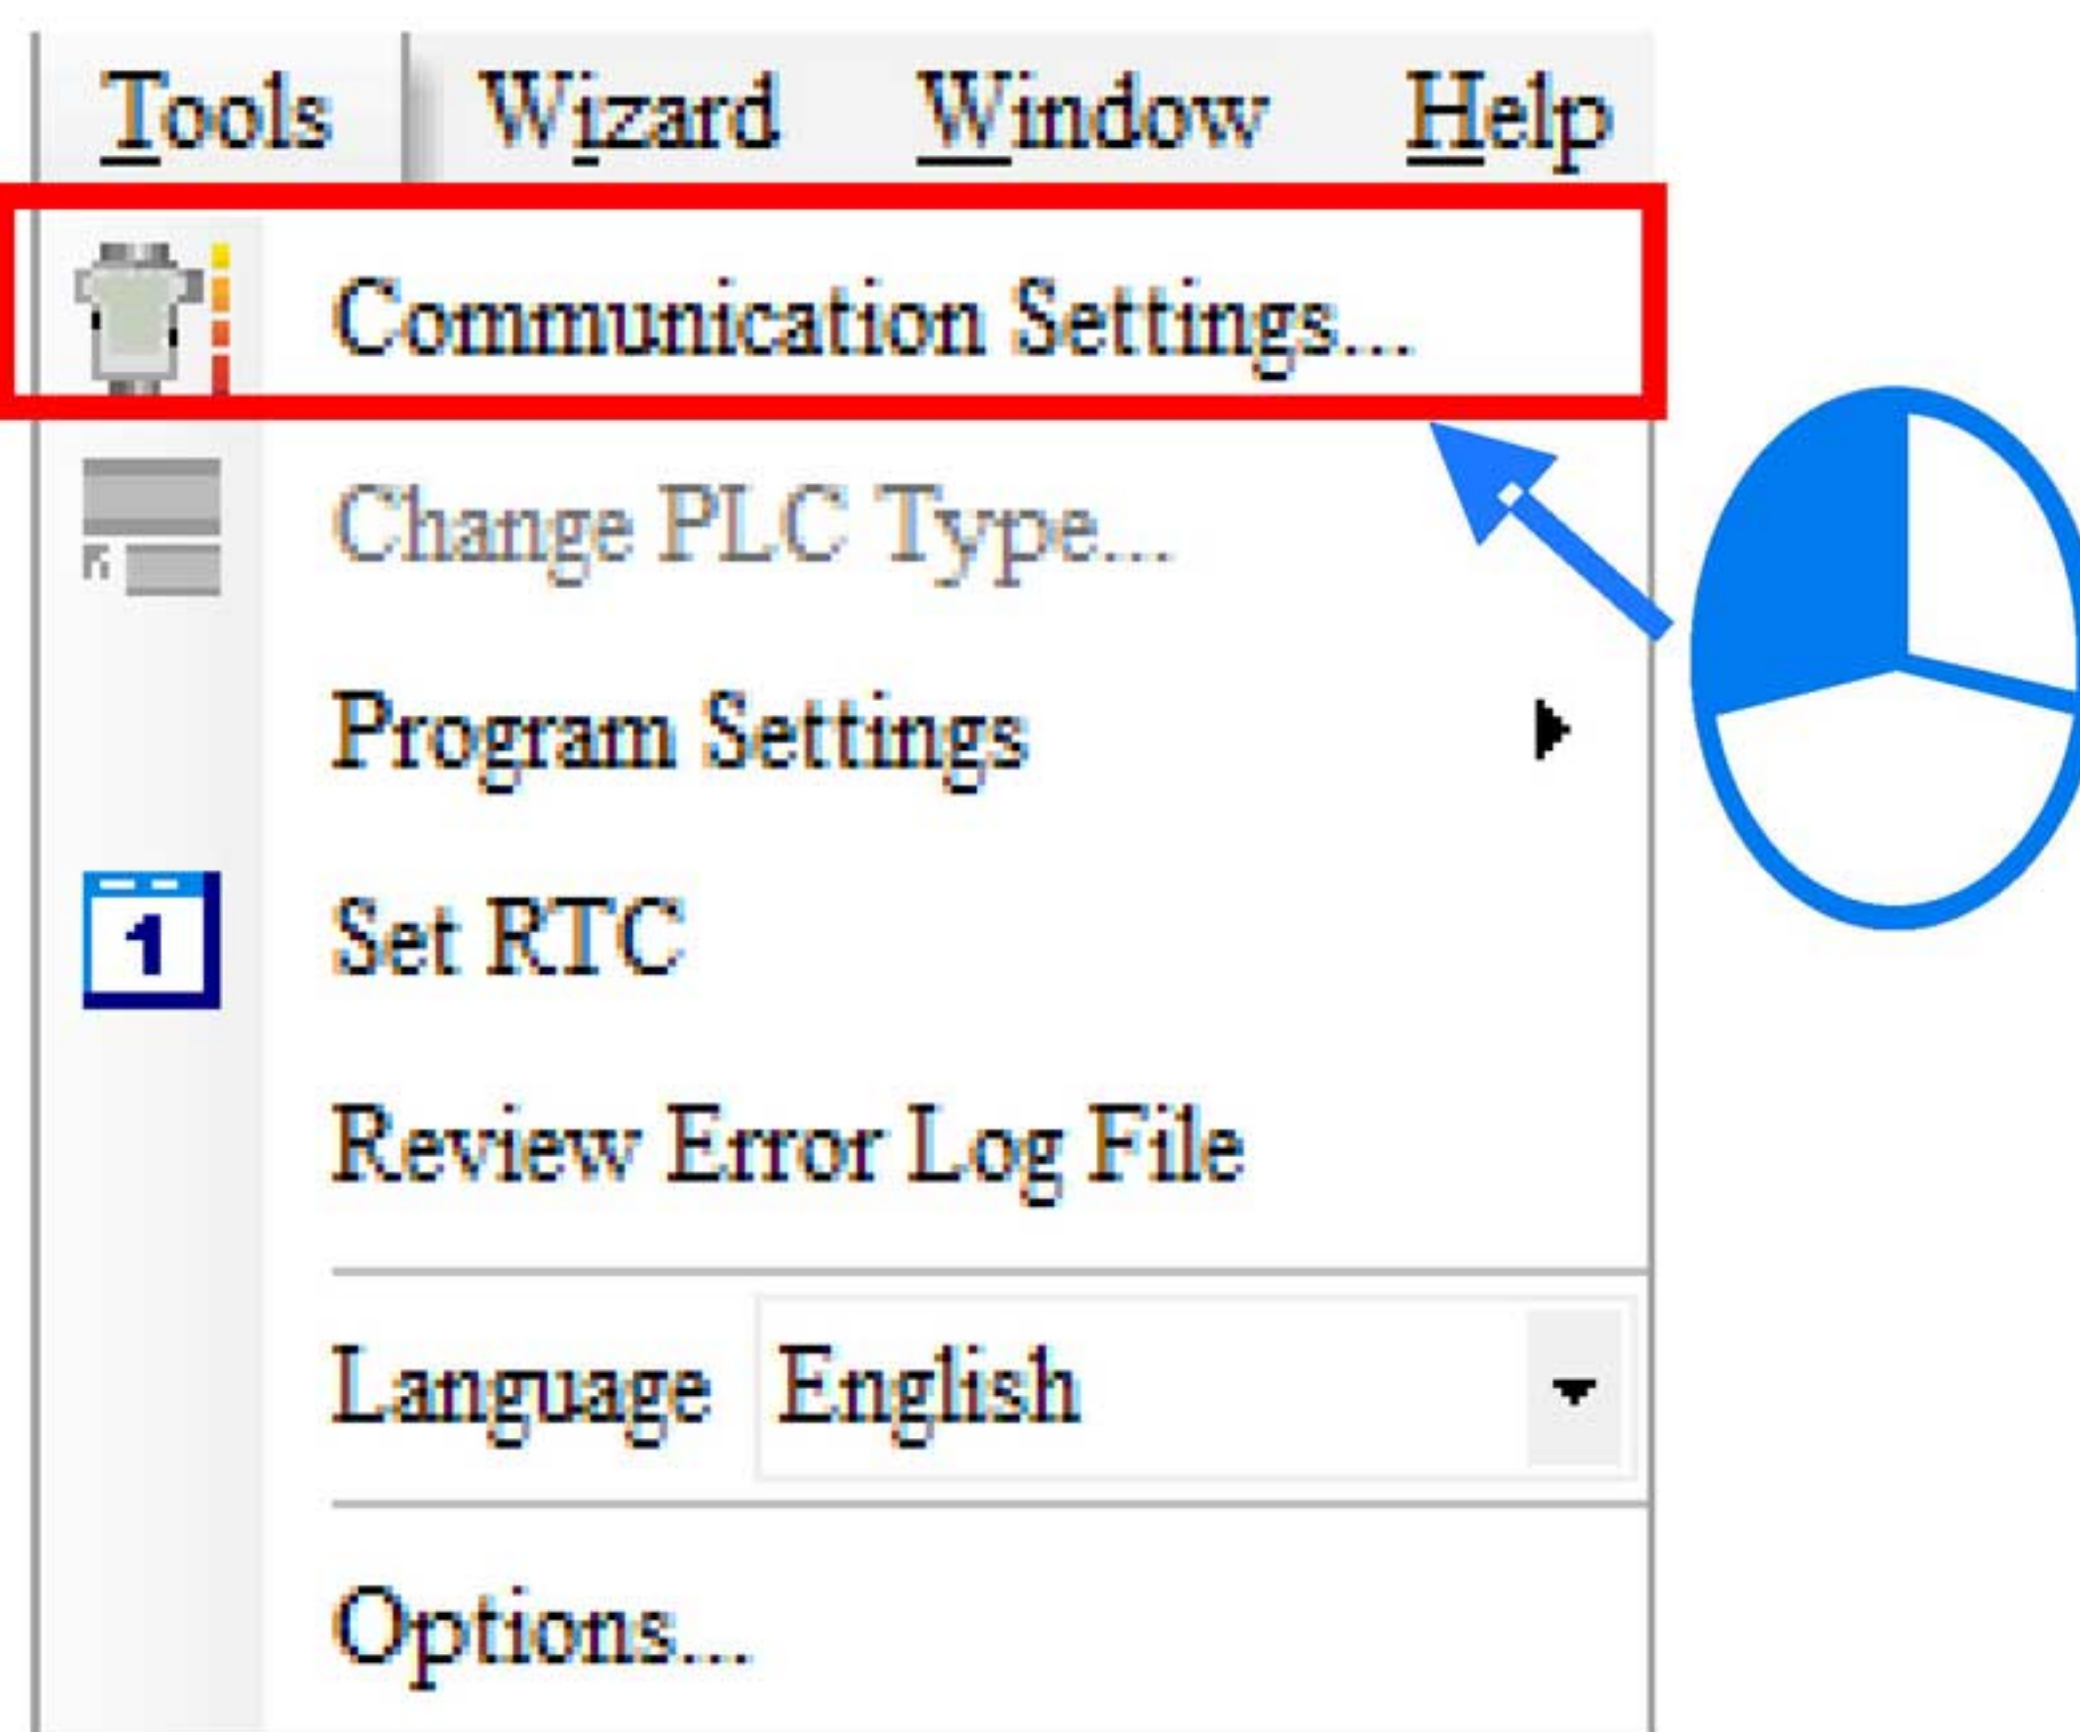 Tools Wizard Window Help
Communication Settings...
Change PLC Type...
Program Settings
1
Set RTC
Review Error Log File
Language English
Options...